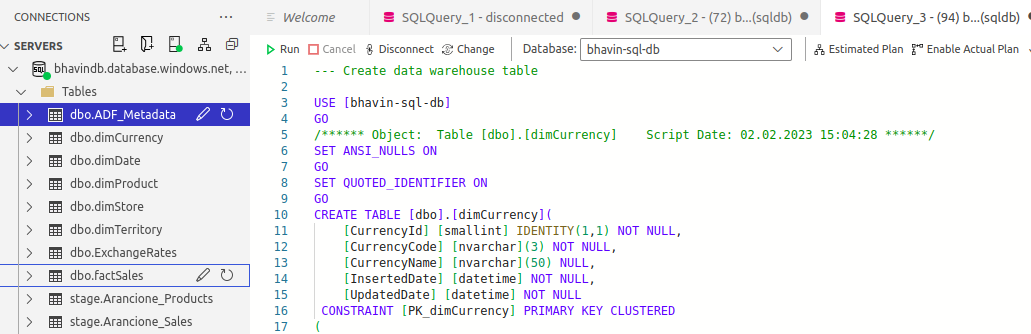 CONNECTIONS ...
SERVERS
bhavindb.database.windows.net, ...
Tables
dbo.ADF_Metadata
dbo.dimCurrency
dbo.dimDate
dbo.dimProduct
dbo.dimStore
dbo.dimTerritory
dbo.ExchangeRates
dbo.factSales
stage.Arancione_Products
stage.Arancione_Sales
Welcome SQLQuery_1 - disconnected SQLQuery_2 - (72) b...(sqldb) SQLQuery_3 - (94) b...(sqldb)
Run Cancel Disconnect Change Database: bhavin-sql-db Estimated Plan Enable Actual Plan
1 --- Create data warehouse table
2
3 USE [bhavin-sql-db]
4 GO
5 /****** Object:  Table [dbo].[dimCurrency]    Script Date: 02.02.2023 15:04:28 ******/
6 SET ANSI_NULLS ON
7 GO
8 SET QUOTED_IDENTIFIER ON
9 GO
10 CREATE TABLE [dbo].[dimCurrency](
11 [CurrencyId] [smallint] IDENTITY(1,1) NOT NULL,
12 [CurrencyCode] [nvarchar](3) NOT NULL,
13 [CurrencyName] [nvarchar](50) NULL,
14 [InsertedDate] [datetime] NOT NULL,
15 [UpdatedDate] [datetime] NOT NULL
16 CONSTRAINT [PK_dimCurrency] PRIMARY KEY CLUSTERED
17 (